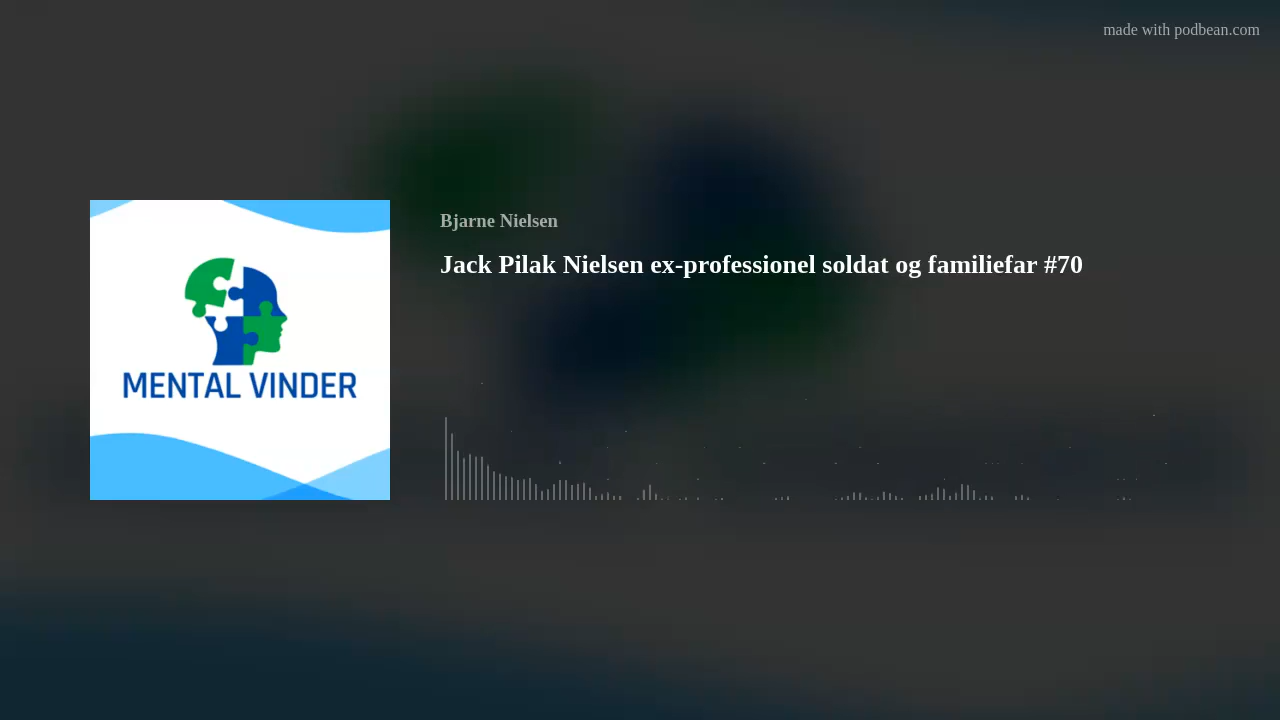 made with podbean.com
Bjarne Nielsen
Jack Pilak Nielsen ex-professionel soldat og familiefar #70
MENTAL VINDER